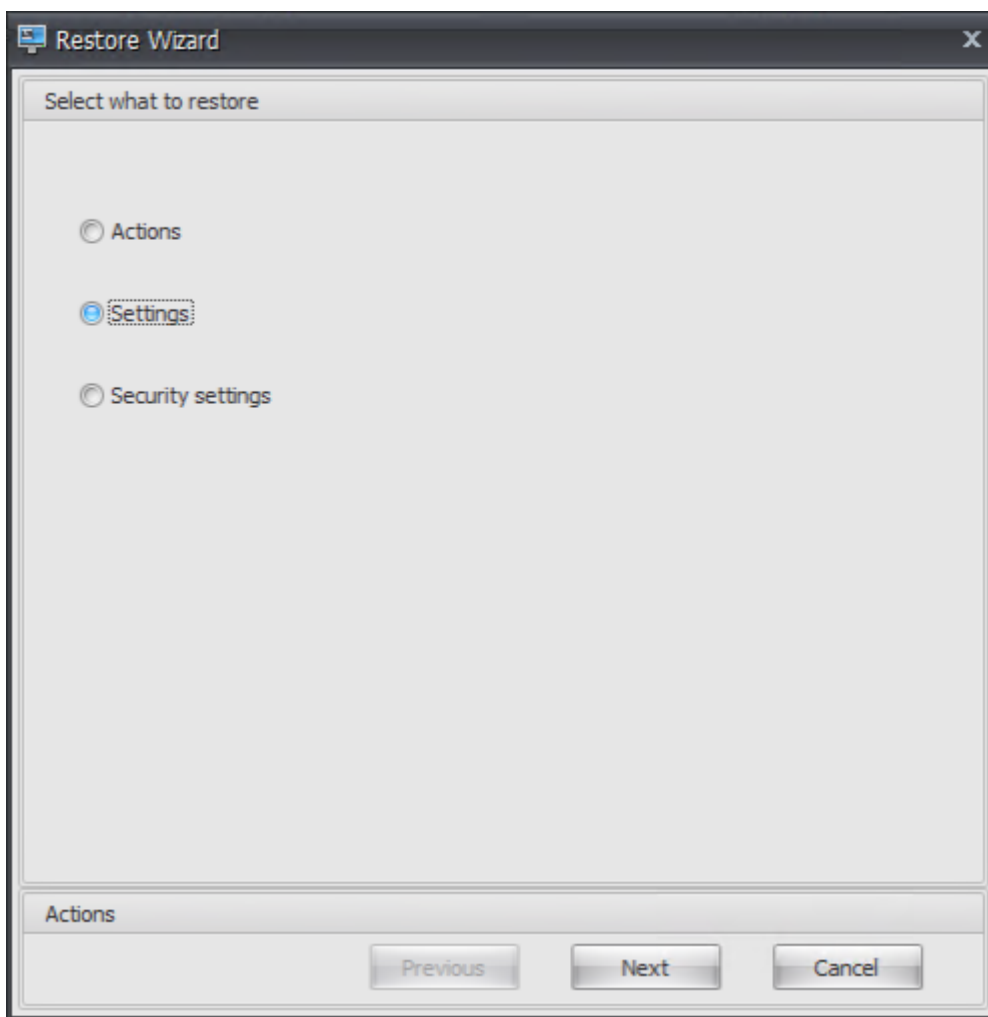 Restore Wizard
Select what to restore
Actions
Settings
Security settings
Actions
Previous Next Cancel